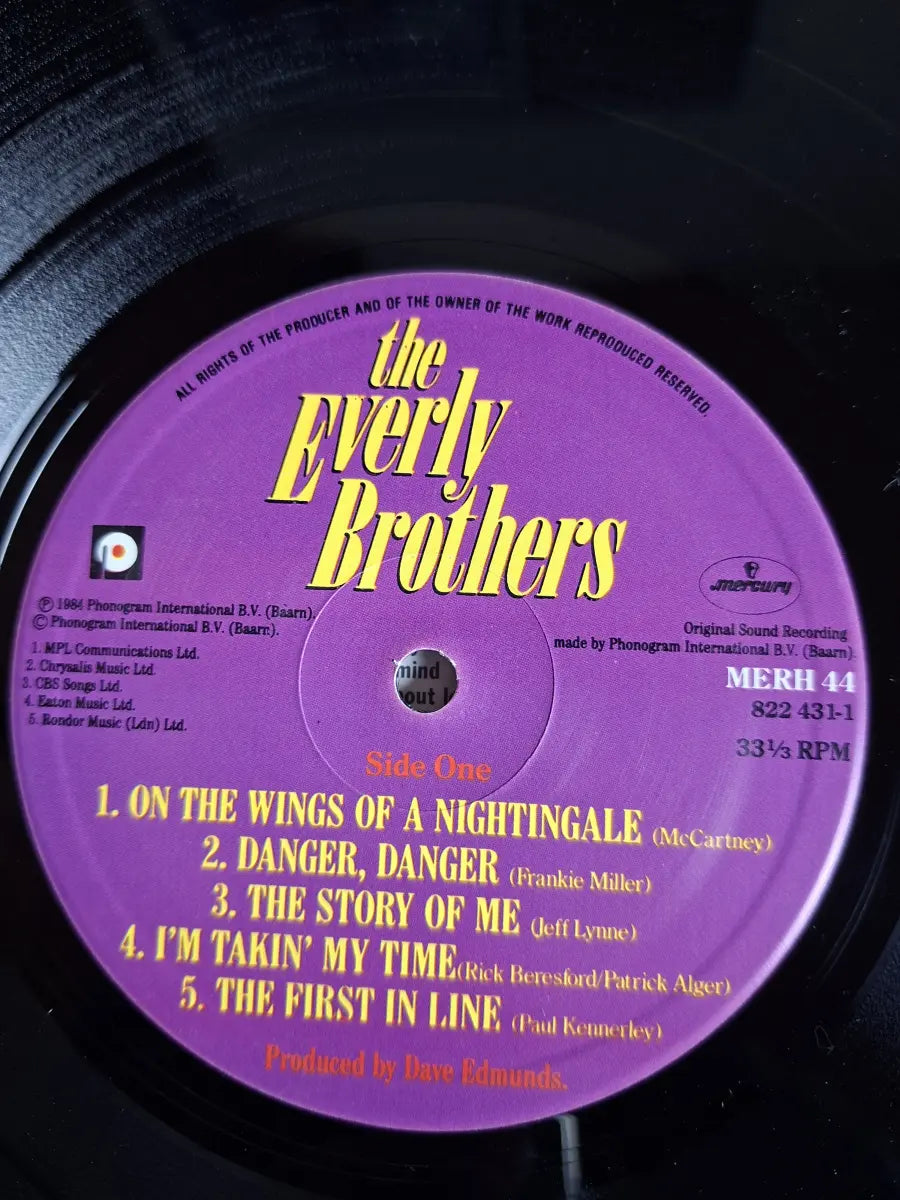 ALL RIGHTS OF THE PRODUCER AND OF THE OWNER OF THE WORK REPRODUCED RESERVED.
the
Everly
Brothers
mercury
℗ 1984 Phonogram International B.V. (Baarn).
© Phonogram International B.V. (Baarn).
1. MPL Communications Ltd.
2. Chrysalis Music Ltd.
3. CBS Songs Ltd.
4. Eaton Music Ltd.
5. Rondor Music (Ldn) Ltd.
Original Sound Recording
made by Phonogram International B.V. (Baarn).
MERH 44
822 431-1
33 1/3 RPM
mind
out
Side One
1. ON THE WINGS OF A NIGHTINGALE (McCartney)
2. DANGER, DANGER (Frankie Miller)
3. THE STORY OF ME (Jeff Lynne)
4. I'M TAKIN' MY TIME (Rick Beresford/Patrick Alger)
5. THE FIRST IN LINE (Paul Kennerley)
Produced by Dave Edmunds.